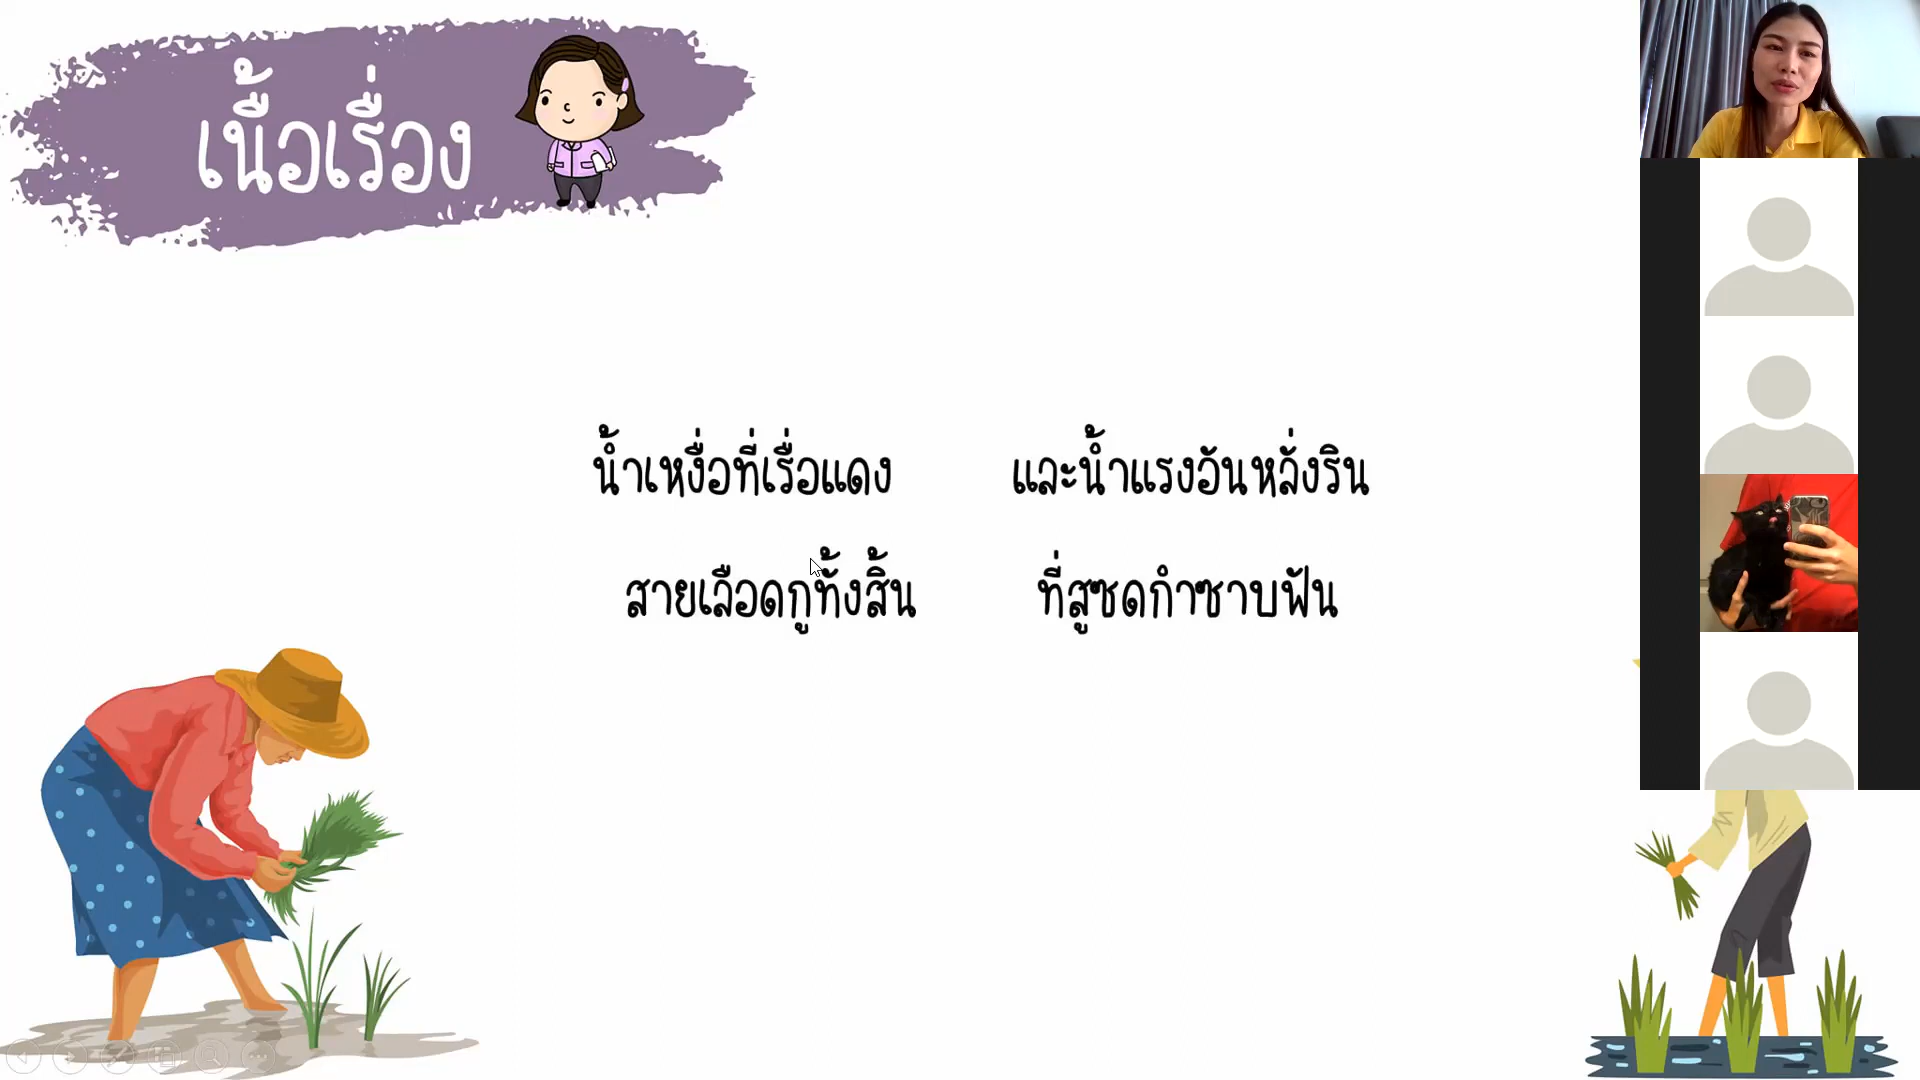 เนื้อเรื่อง
น้ำเหงื่อที่เรื่อแดง และน้ำแรงอันหลั่งริน
สายเลือดกูทั้งสิ้น ที่สูซดกำซาบฟัน